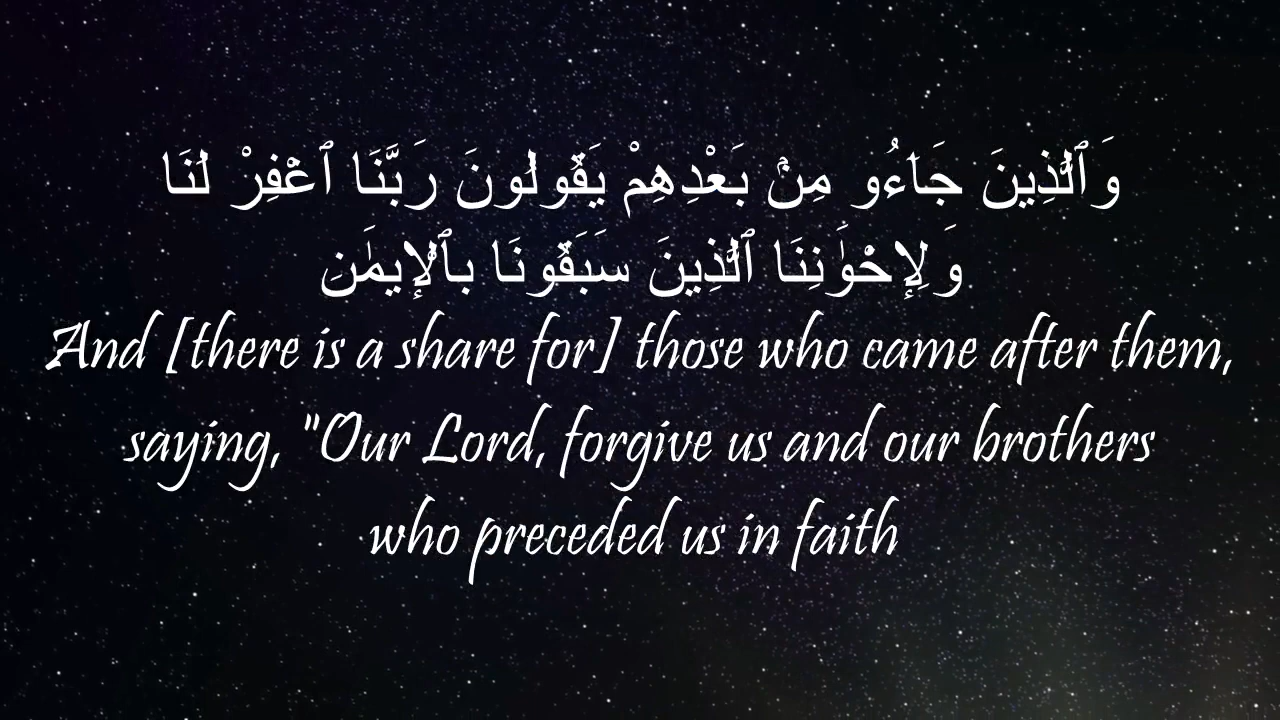 وَٱلَّذِينَ جَآءُو مِنۢ بَعْدِهِمْ يَقُولُونَ رَبَّنَا ٱغْفِرْ لَنَا
وَلِإِخْوَٰنِنَا ٱلَّذِينَ سَبَقُونَا بِٱلْإِيمَٰنِ
And [there is a share for] those who came after them,
saying, "Our Lord, forgive us and our brothers
who preceded us in faith